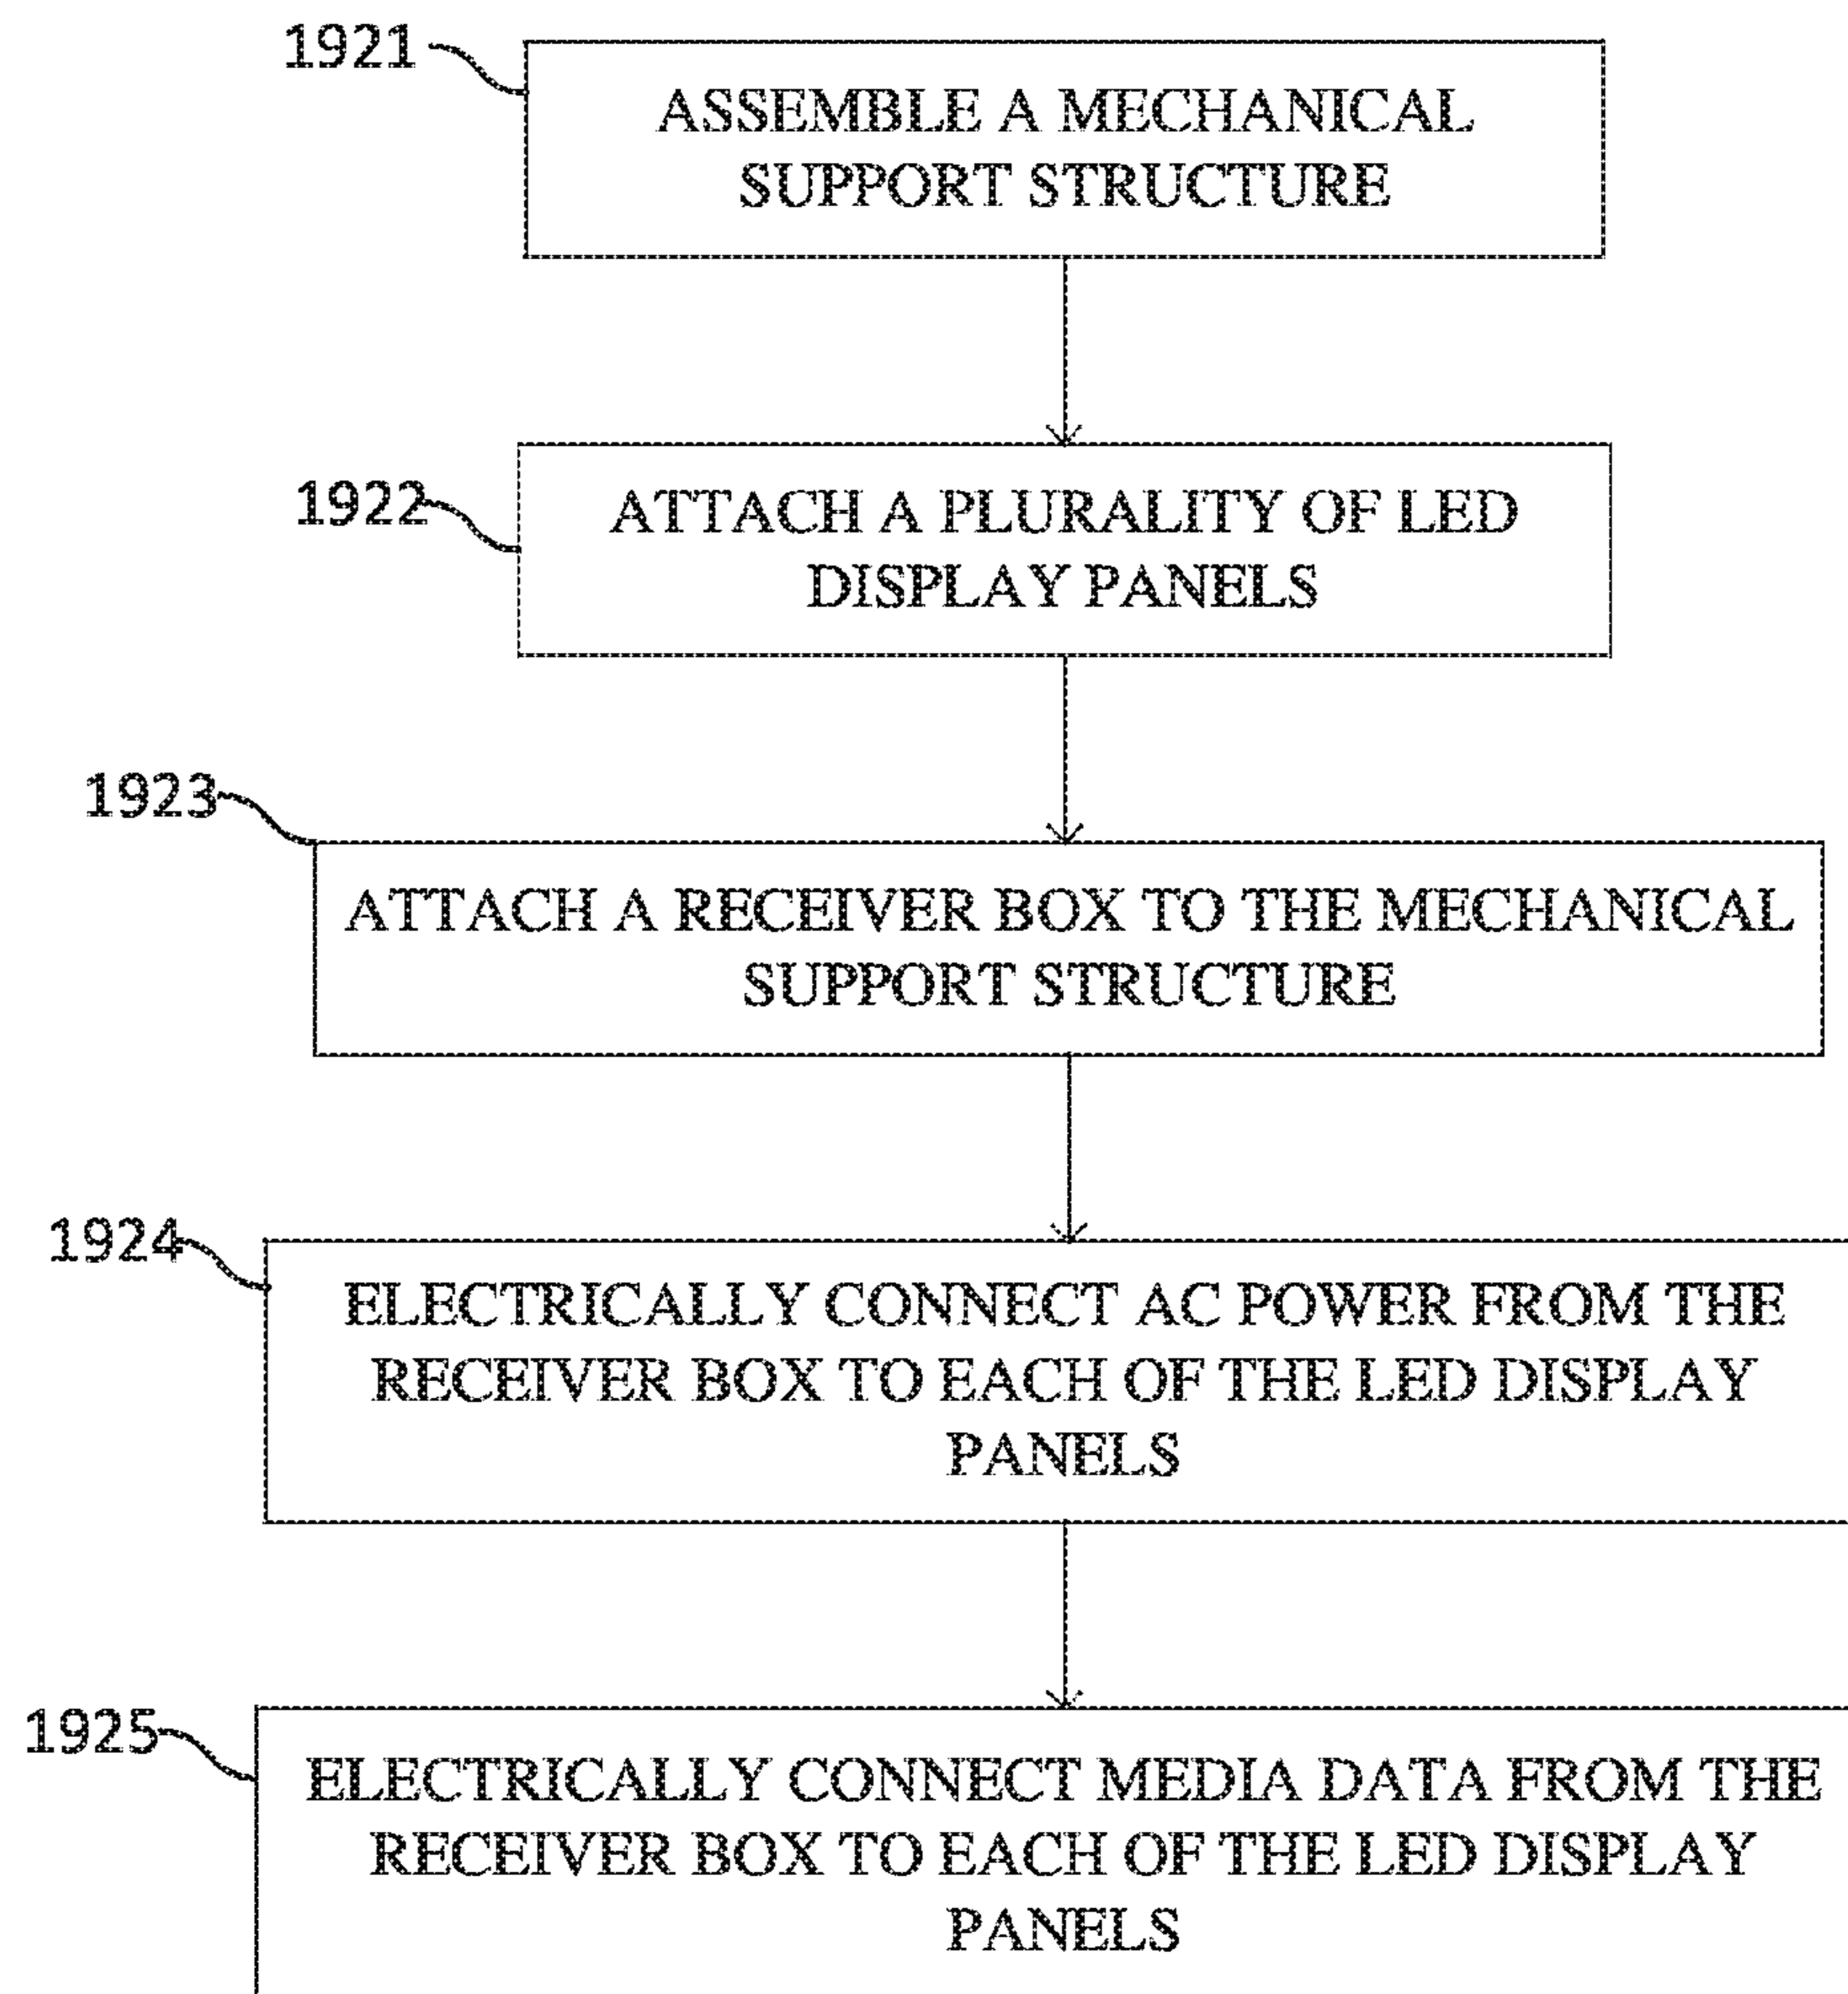 1921
ASSEMBLE A MECHANICAL
SUPPORT STRUCTURE
1922
ATTACH A PLURALITY OF LED
DISPLAY PANELS
1923
ATTACH A RECEIVER BOX TO THE MECHANICAL
SUPPORT STRUCTURE
1924
ELECTRICALLY CONNECT AC POWER FROM THE
RECEIVER BOX TO EACH OF THE LED DISPLAY
PANELS
1925
ELECTRICALLY CONNECT MEDIA DATA FROM THE
RECEIVER BOX TO EACH OF THE LED DISPLAY
PANELS